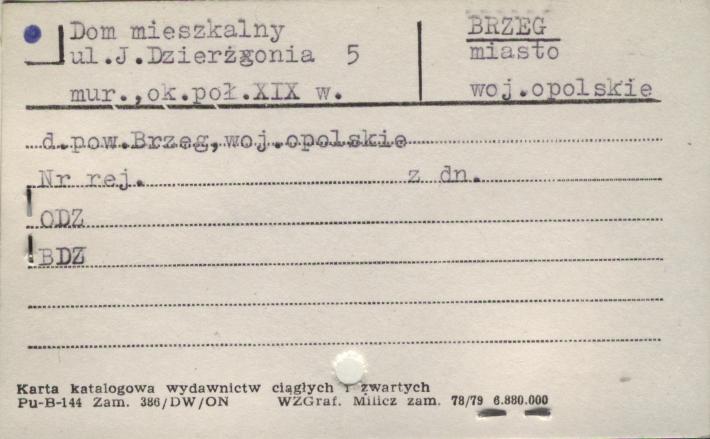 Dom mieszkalny
ul.J.Dzierżgonia 5
mur.,ok.poł.XIX w.
BRZEG
miasto
woj.opolskie
d.pow.Brzeg,woj.opolskie
Nr rej. z dn.
ODZ
BDZ
Karta katalogowa wydawnictw ciągłych i zwartych
Pu-B-144 Zam. 386/DW/ON WZGraf. Milicz zam. 78/79 6.880.000